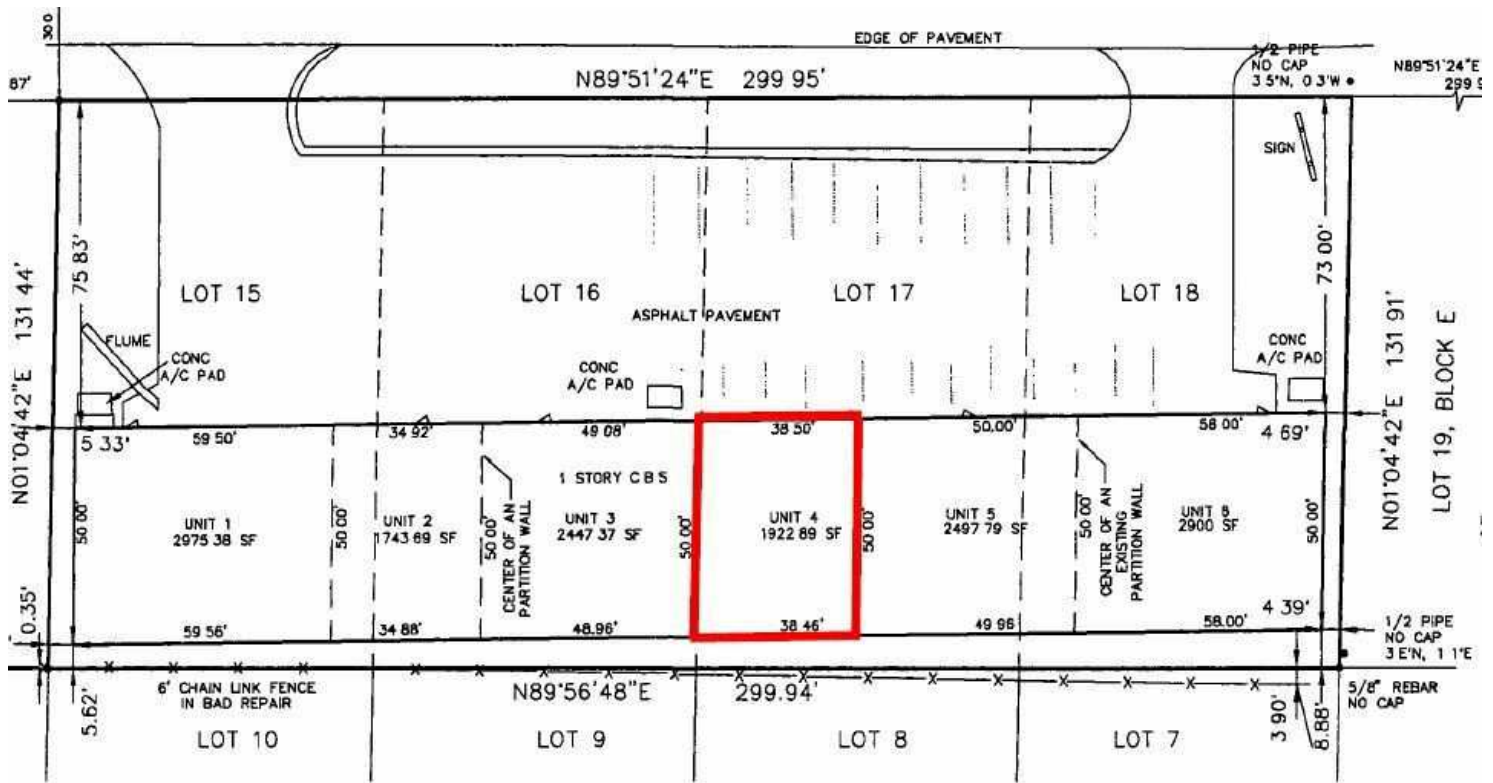 30 0
EDGE OF PAVEMENT
1/2 PIPE
NO CAP
3 5'N, 0 3'W
87'
N89°51'24"E 299 95'
N89°51'24"E
299 9
SIGN
75 83'
73 00'
N01°04'42"E 131 44'
LOT 15
LOT 16
LOT 17
LOT 18
ASPHALT PAVEMENT
FLUME
CONC
A/C PAD
CONC
A/C PAD
CONC
A/C PAD
N01°04'42"E 131 91'
LOT 19, BLOCK E
5 33'
59 50'
34 92'
49 08'
38 50'
50.00'
58 00'
4 69'
1 STORY C B S
50 00'
UNIT 1
2975 38 SF
50 00'
UNIT 2
1743 69 SF
50 00'
CENTER OF AN
PARTITION WALL
UNIT 3
2447 37 SF
50 00'
UNIT 4
1922 89 SF
50 00'
UNIT 5
2497 79 SF
50 00'
CENTER OF AN
EXISTING
PARTITION WALL
UNIT 6
2900 SF
50 00'
0.35'
59 56'
34 88'
48.96'
38 46'
49 96
58.00'
4 39'
1/2 PIPE
NO CAP
3 E'N, 1 1'E
6' CHAIN LINK FENCE
IN BAD REPAIR
N89°56'48"E 299.94'
5/8" REBAR
NO CAP
5.62'
3 90'
8.88'
LOT 10
LOT 9
LOT 8
LOT 7